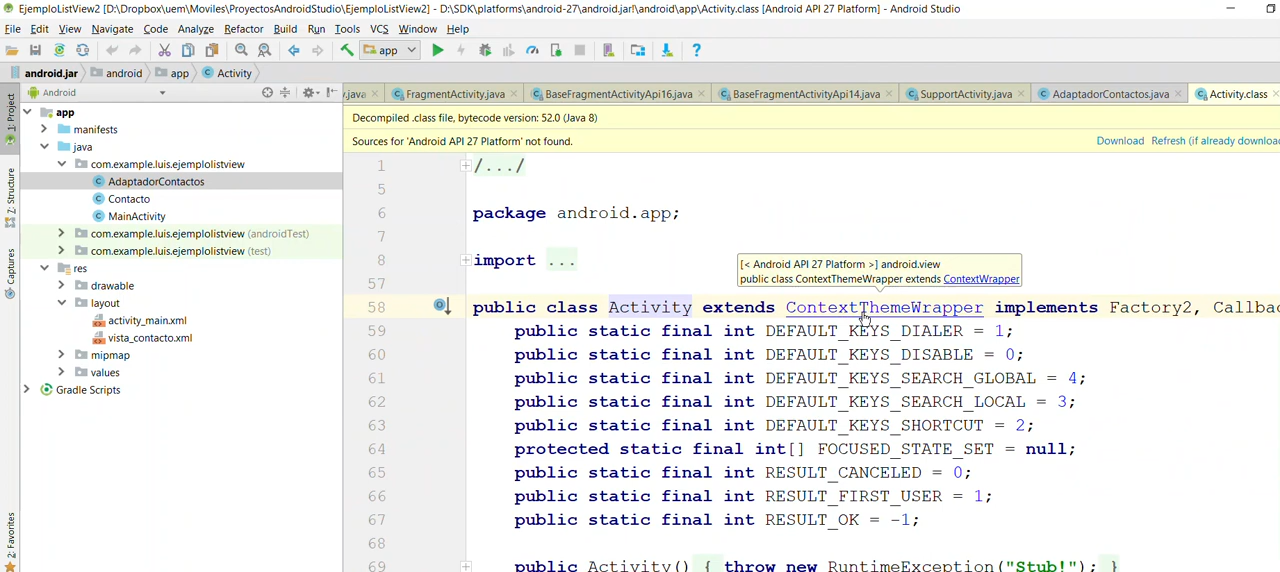 EjemploListView2 [D:\Dropbox\uem\Moviles\ProyectosAndroidStudio\EjemploListView2] - D:\SDK\platforms\android-27\android.jar!\android\app\Activity.class [Android API 27 Platform] - Android Studio
File Edit View Navigate Code Analyze Refactor Build Run Tools VCS Window Help
app
android.jar android app Activity
1: Project
7: Structure
Captures
2: Favorites
Android
app
manifests
java
com.example.luis.ejemplolistview
AdaptadorContactos
Contacto
MainActivity
com.example.luis.ejemplolistview (androidTest)
com.example.luis.ejemplolistview (test)
res
drawable
layout
activity_main.xml
vista_contacto.xml
mipmap
values
Gradle Scripts
.java FragmentActivity.java BaseFragmentActivityApi16.java BaseFragmentActivityApi14.java SupportActivity.java AdaptadorContactos.java Activity.class
Decompiled .class file, bytecode version: 52.0 (Java 8)
Sources for 'Android API 27 Platform' not found. Download Refresh (if already download
1 /.../
5
6 package android.app;
7
8 import ...
57
[< Android API 27 Platform >] android.view
public class ContextThemeWrapper extends ContextWrapper
58 public class Activity extends ContextThemeWrapper implements Factory2, Callbac
59 public static final int DEFAULT_KEYS_DIALER = 1;
60 public static final int DEFAULT_KEYS_DISABLE = 0;
61 public static final int DEFAULT_KEYS_SEARCH_GLOBAL = 4;
62 public static final int DEFAULT_KEYS_SEARCH_LOCAL = 3;
63 public static final int DEFAULT_KEYS_SHORTCUT = 2;
64 protected static final int[] FOCUSED_STATE_SET = null;
65 public static final int RESULT_CANCELED = 0;
66 public static final int RESULT_FIRST_USER = 1;
67 public static final int RESULT_OK = -1;
68
69 public Activity() { throw new RuntimeException("Stub!"); }